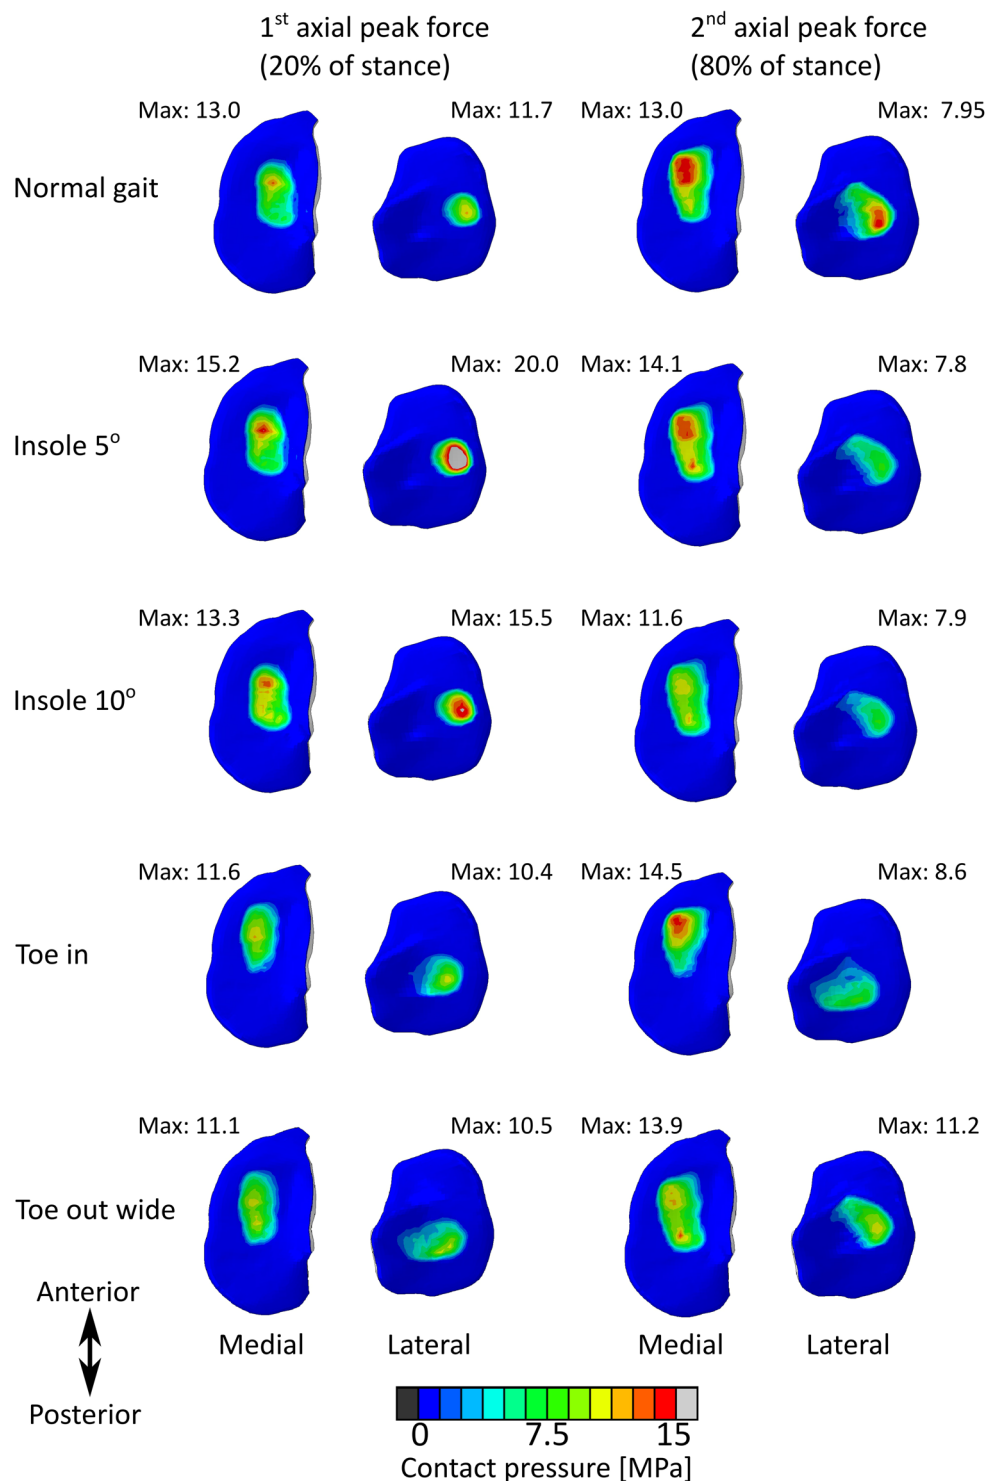 1st axial peak force
(20% of stance)
2nd axial peak force
(80% of stance)
Max: 13.0
Max: 11.7
Max: 13.0
Max: 7.95
Normal gait
Max: 15.2
Max: 20.0
Max: 14.1
Max: 7.8
Insole 5o
Max: 13.3
Max: 15.5
Max: 11.6
Max: 7.9
Insole 10o
Max: 11.6
Max: 10.4
Max: 14.5
Max: 8.6
Toe in
Max: 11.1
Max: 10.5
Max: 13.9
Max: 11.2
Toe out wide
Anterior
Posterior
Medial
Lateral
Medial
Lateral
0
7.5
15
Contact pressure [MPa]